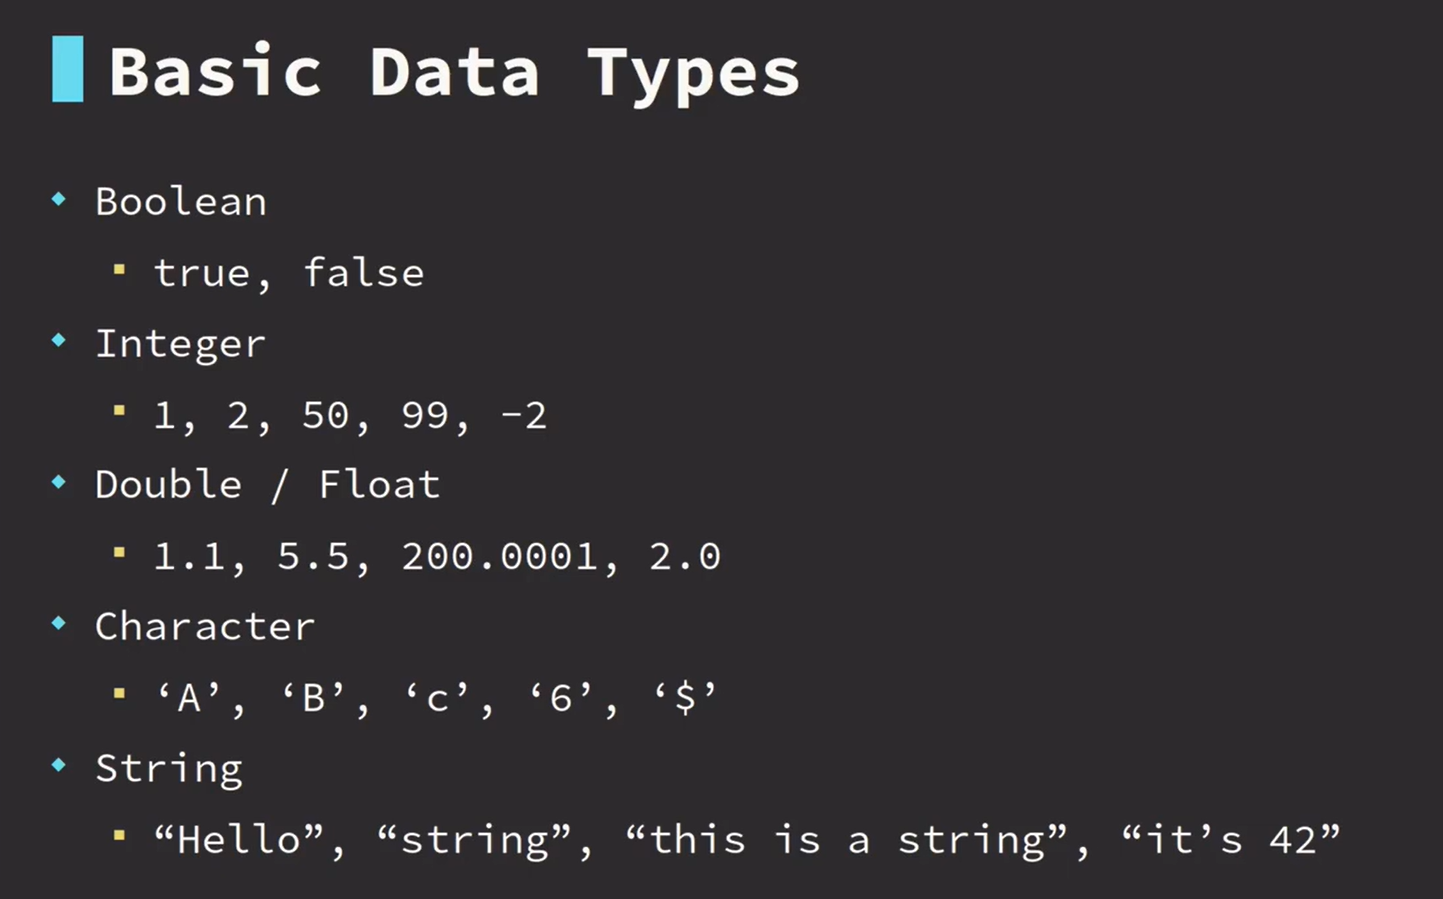 Basic Data Types
Boolean
true, false
Integer
1, 2, 50, 99, -2
Double / Float
1.1, 5.5, 200.0001, 2.0
Character
‘A’, ‘B’, ‘c’, ‘6’, ‘$’
String
“Hello”, “string”, “this is a string”, “it’s 42”